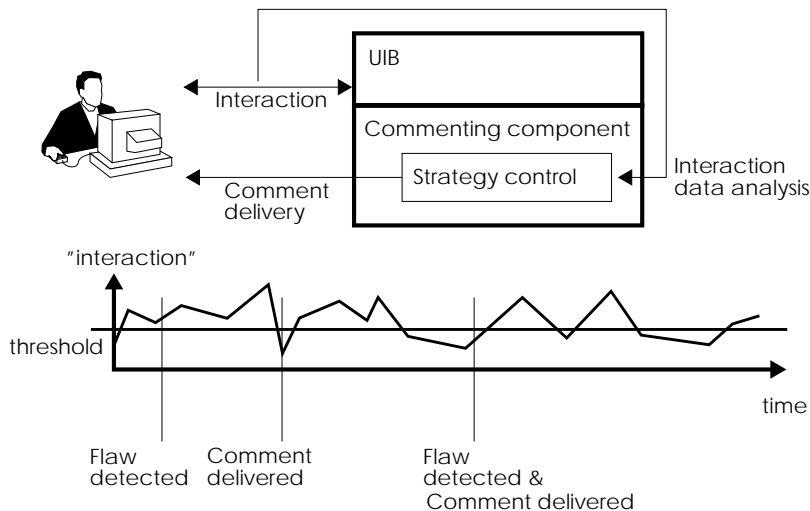 UIB
Interaction
Commenting component
Strategy control
Interaction
data analysis
Comment
delivery
"interaction"
threshold
time
Flaw
detected
Comment
delivered
Flaw
detected &
Comment delivered